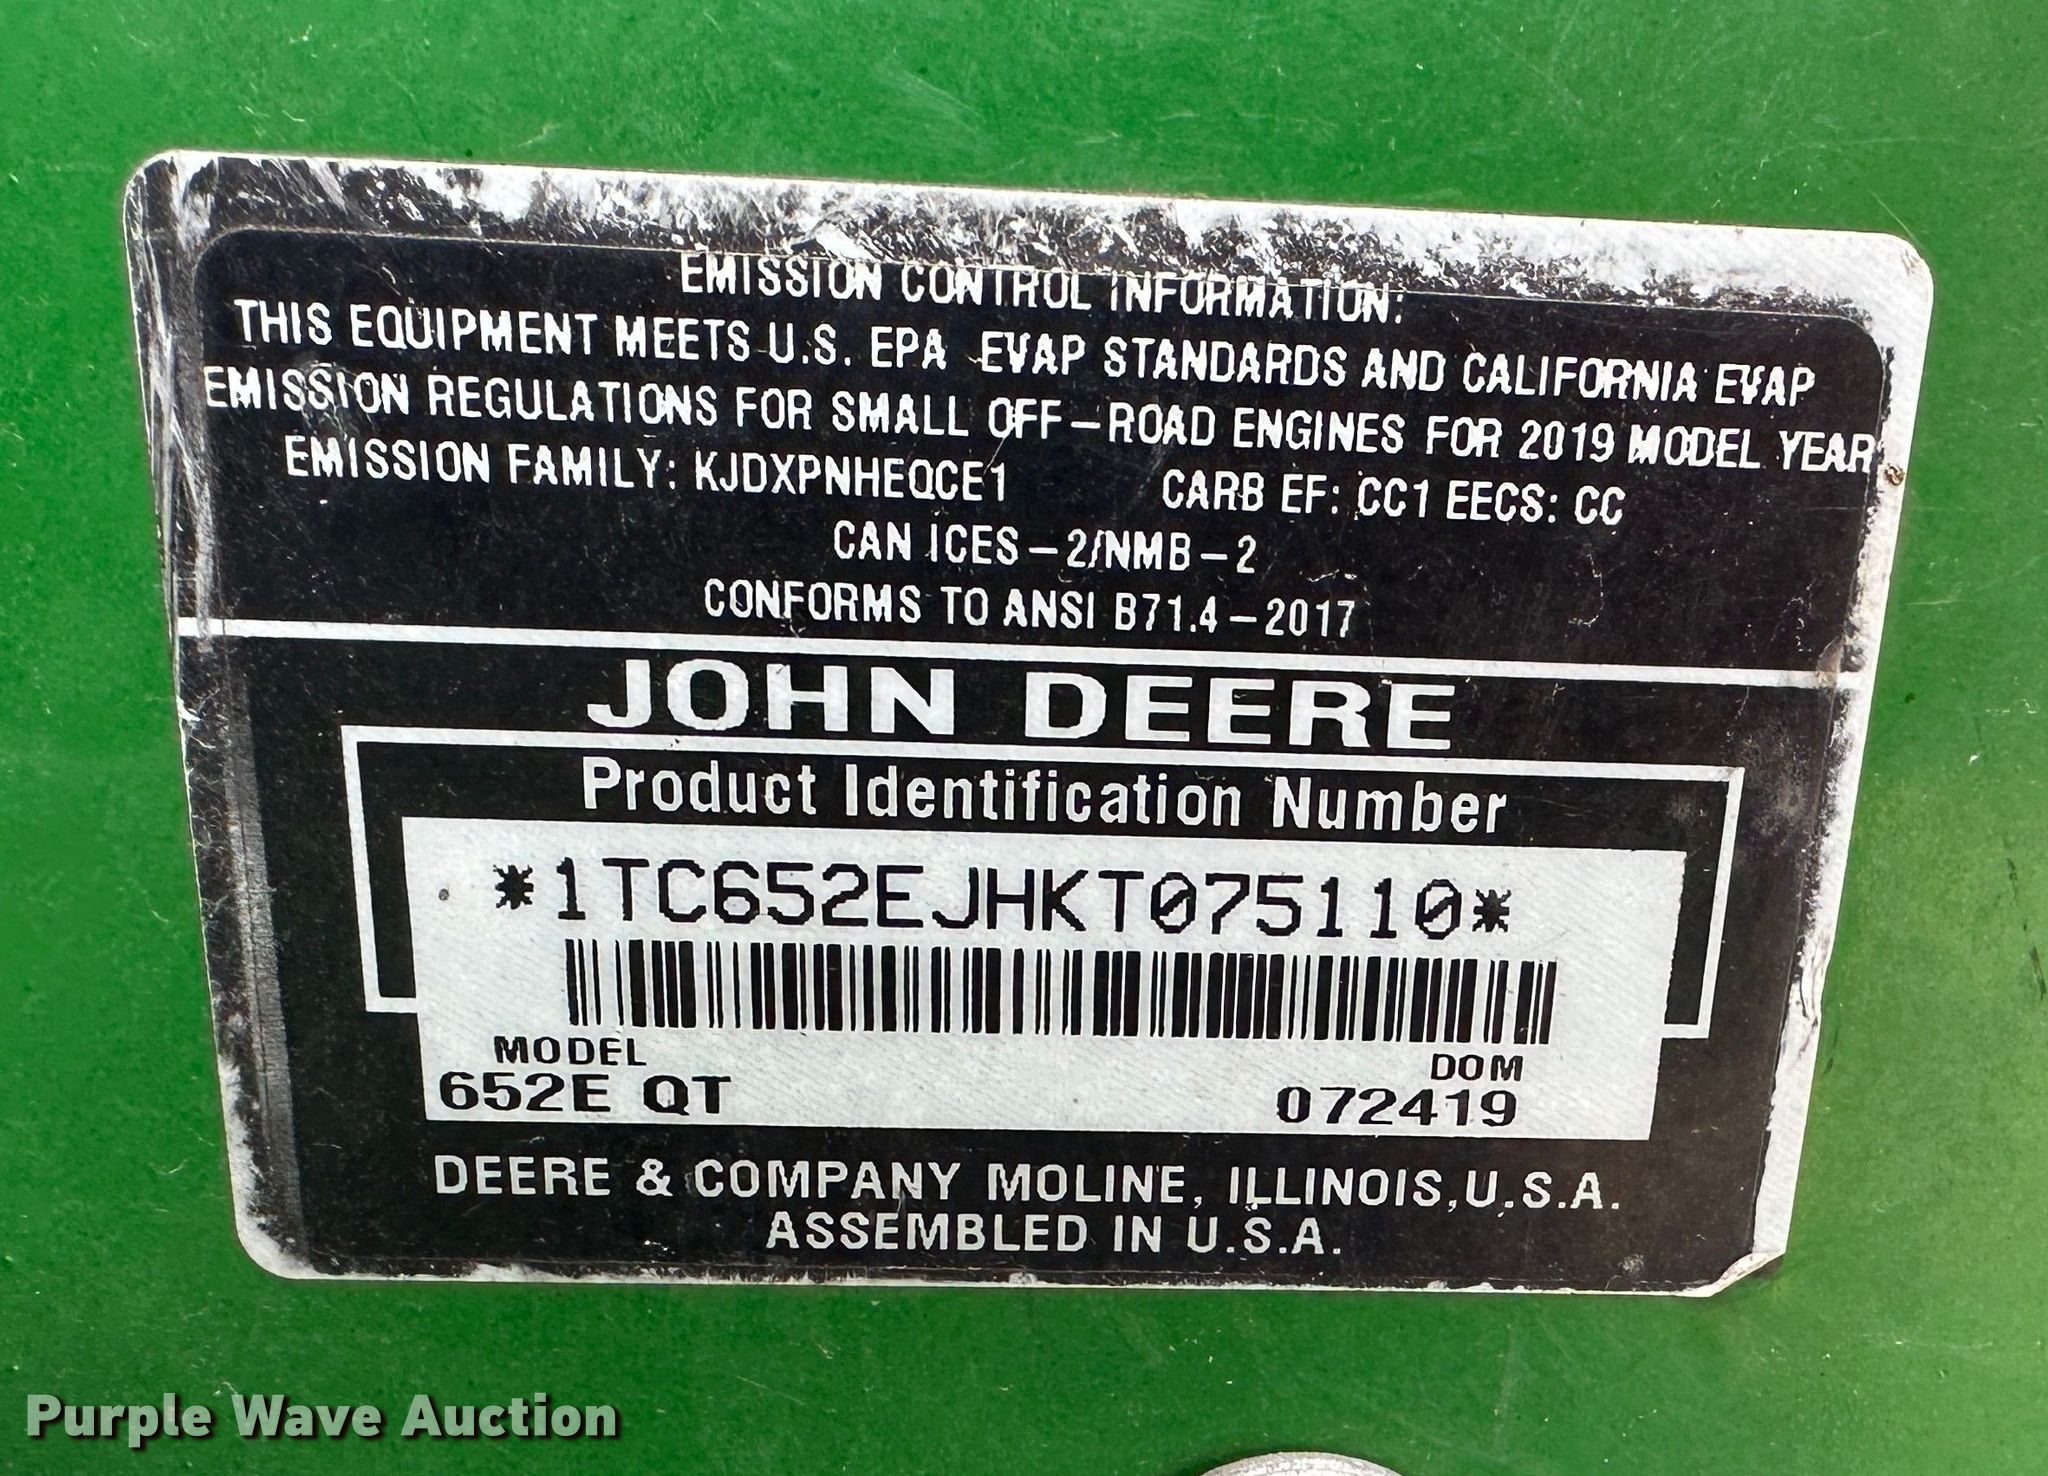 EMISSION CONTROL INFORMATION:
THIS EQUIPMENT MEETS U.S. EPA EVAP STANDARDS AND CALIFORNIA EVAP
EMISSION REGULATIONS FOR SMALL OFF-ROAD ENGINES FOR 2019 MODEL YEAR
EMISSION FAMILY: KJDXPNHEQCE1 CARB EF: CC1 EECS: CC
CAN ICES-2/NMB-2
CONFORMS TO ANSI B71.4-2017
JOHN DEERE
Product Identification Number
*1TC652EJHKT075110*
MODEL DOM
652E QT 072419
DEERE & COMPANY MOLINE, ILLINOIS, U.S.A.
ASSEMBLED IN U.S.A.
Purple Wave Auction